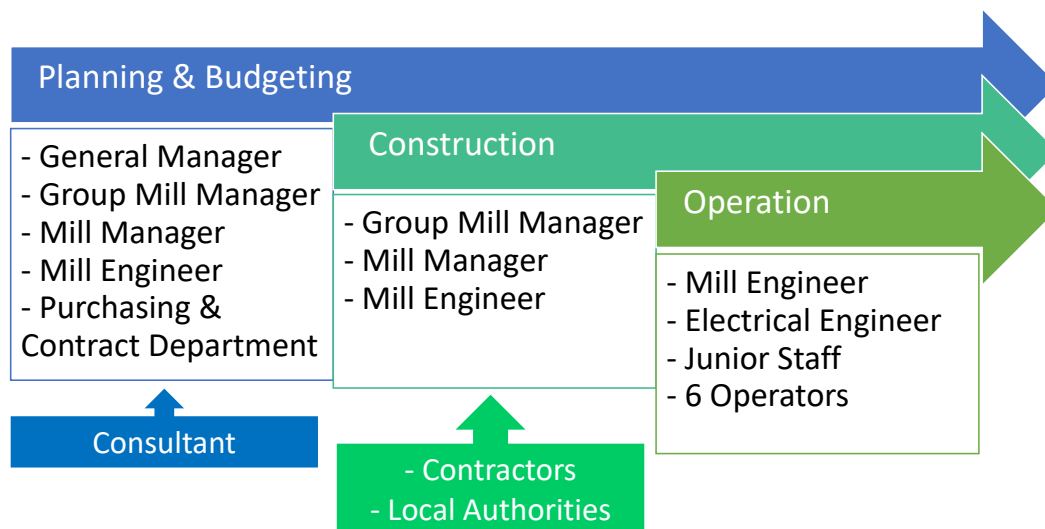 Planning & Budgeting
- General Manager
- Group Mill Manager
- Mill Manager
- Mill Engineer
- Purchasing &
Contract Department
Consultant
Construction
- Group Mill Manager
- Mill Manager
- Mill Engineer
- Contractors
- Local Authorities
Operation
- Mill Engineer
- Electrical Engineer
- Junior Staff
- 6 Operators